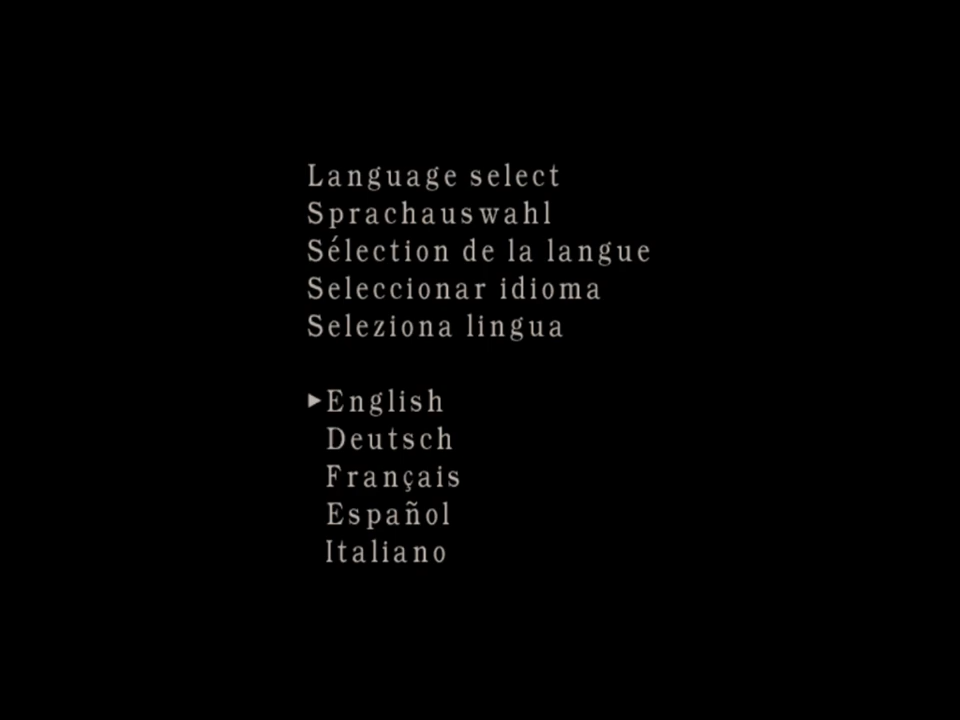 Language select
Sprachauswahl
Sélection de la langue
Seleccionar idioma
Seleziona lingua
▶English
Deutsch
Français
Español
Italiano